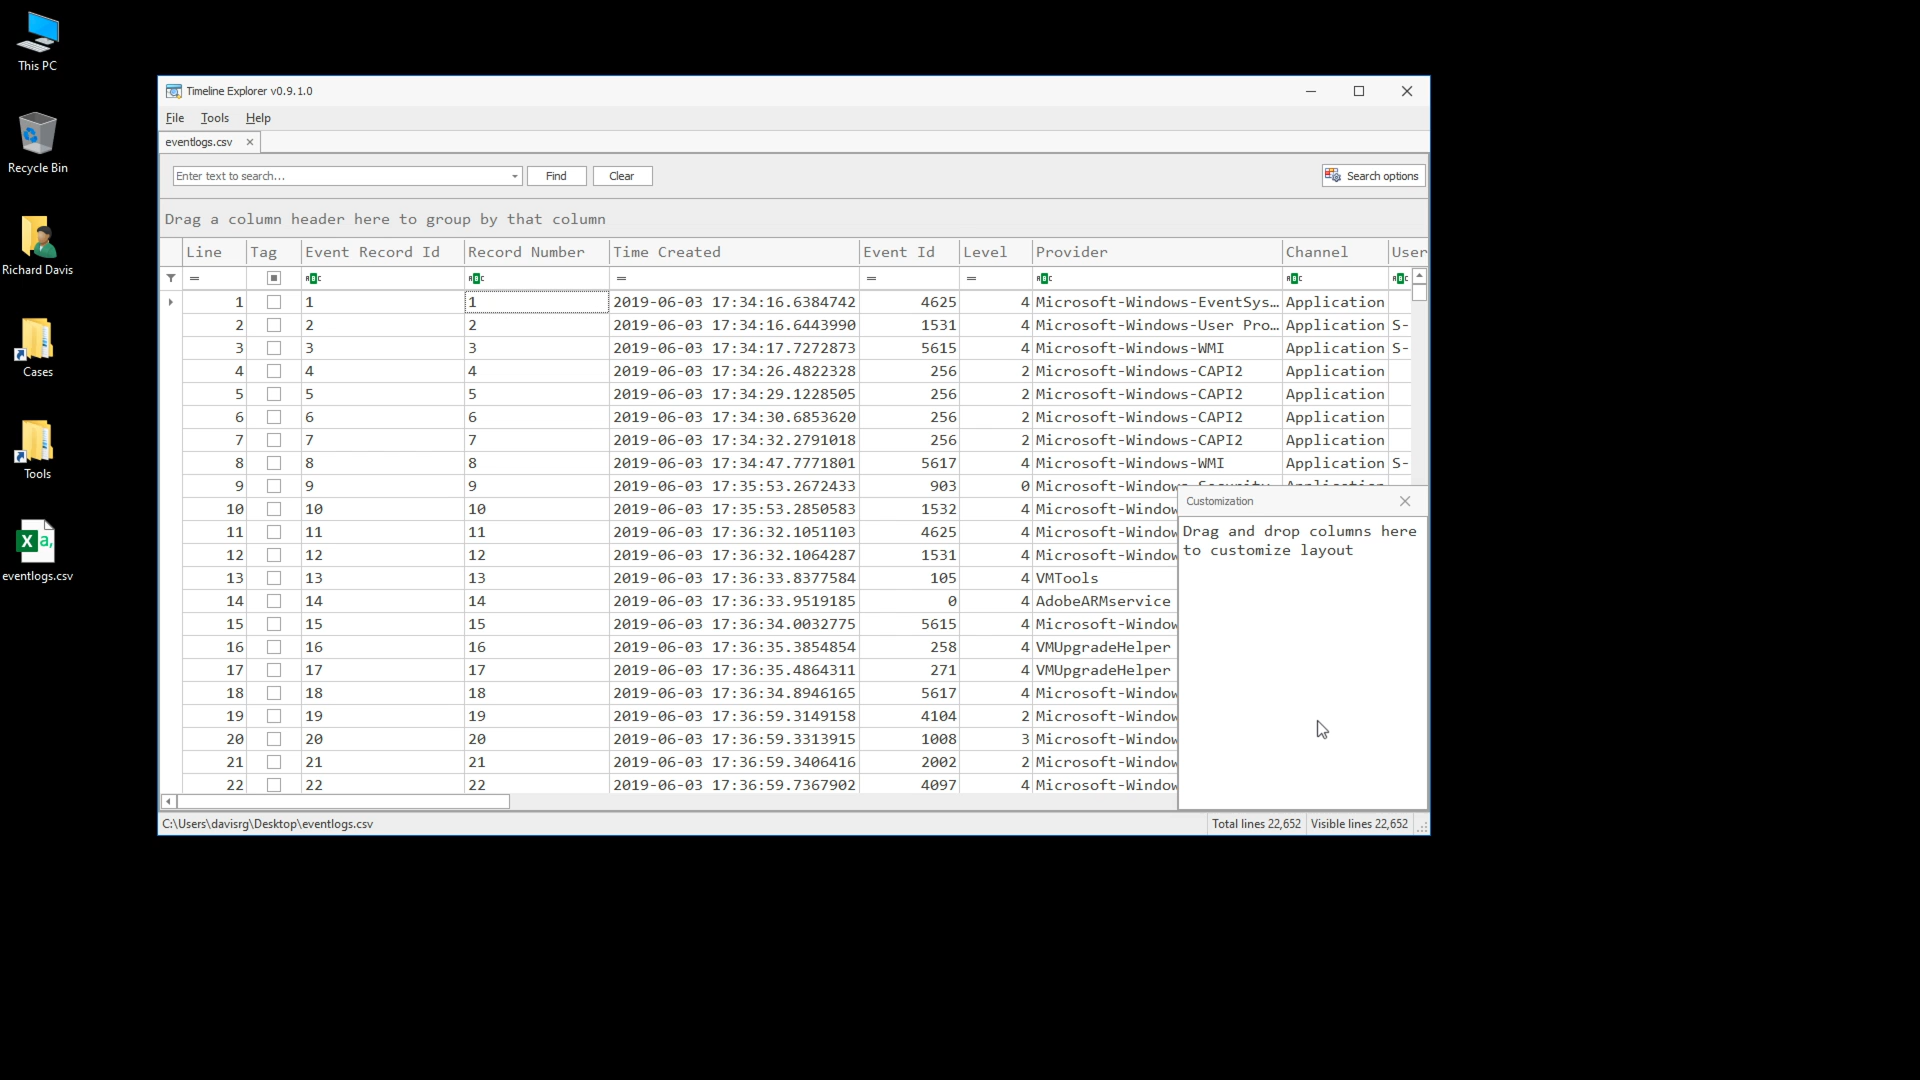 This PC
Recycle Bin
Richard Davis
Cases
Tools
eventlogs.csv
Timeline Explorer v0.9.1.0
File Tools Help
eventlogs.csv
Enter text to search... Find Clear Search options
Drag a column header here to group by that column
Line Tag Event Record Id Record Number Time Created Event Id Level Provider Channel User
= = = =
1 1 1 2019-06-03 17:34:16.6384742 4625 4 Microsoft-Windows-EventSys… Application
2 2 2 2019-06-03 17:34:16.6443990 1531 4 Microsoft-Windows-User Pro… Application S-
3 3 3 2019-06-03 17:34:17.7272873 5615 4 Microsoft-Windows-WMI Application S-
4 4 4 2019-06-03 17:34:26.4822328 256 2 Microsoft-Windows-CAPI2 Application
5 5 5 2019-06-03 17:34:29.1228505 256 2 Microsoft-Windows-CAPI2 Application
6 6 6 2019-06-03 17:34:30.6853620 256 2 Microsoft-Windows-CAPI2 Application
7 7 7 2019-06-03 17:34:32.2791018 256 2 Microsoft-Windows-CAPI2 Application
8 8 8 2019-06-03 17:34:47.7771801 5617 4 Microsoft-Windows-WMI Application S-
9 9 9 2019-06-03 17:35:53.2672433 903 0 Microsoft-Windows-Security Application
10 10 10 2019-06-03 17:35:53.2850583 1532 4 Microsoft-Window
11 11 11 2019-06-03 17:36:32.1051103 4625 4 Microsoft-Window
12 12 12 2019-06-03 17:36:32.1064287 1531 4 Microsoft-Window
13 13 13 2019-06-03 17:36:33.8377584 105 4 VMTools
14 14 14 2019-06-03 17:36:33.9519185 0 4 AdobeARMservice
15 15 15 2019-06-03 17:36:34.0032775 5615 4 Microsoft-Window
16 16 16 2019-06-03 17:36:35.3854854 258 4 VMUpgradeHelper
17 17 17 2019-06-03 17:36:35.4864311 271 4 VMUpgradeHelper
18 18 18 2019-06-03 17:36:34.8946165 5617 4 Microsoft-Window
19 19 19 2019-06-03 17:36:59.3149158 4104 2 Microsoft-Window
20 20 20 2019-06-03 17:36:59.3313915 1008 3 Microsoft-Window
21 21 21 2019-06-03 17:36:59.3406416 2002 2 Microsoft-Window
22 22 22 2019-06-03 17:36:59.7367902 4097 4 Microsoft-Window
Customization
Drag and drop columns here
to customize layout
C:\Users\davisrg\Desktop\eventlogs.csv Total lines 22,652 Visible lines 22,652